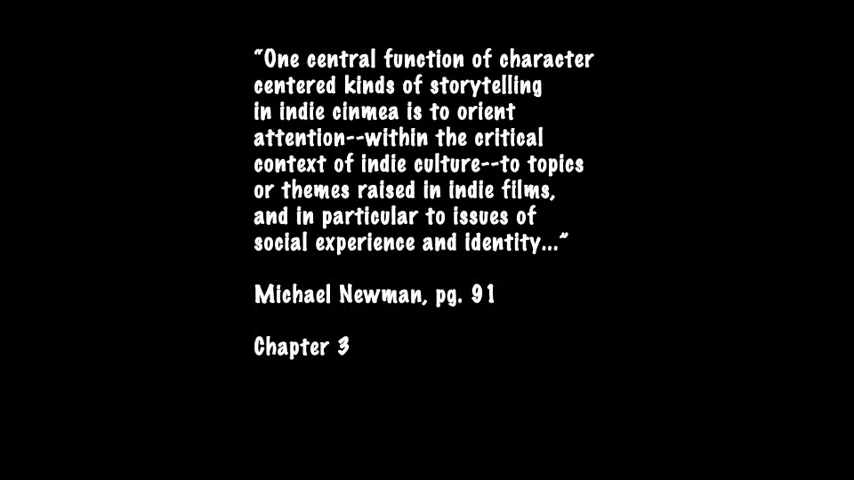 “One central function of character
centered kinds of storytelling
in indie cinmea is to orient
attention--within the critical
context of indie culture--to topics
or themes raised in indie films,
and in particular to issues of
social experience and identity...”
Michael Newman, pg. 91
Chapter 3